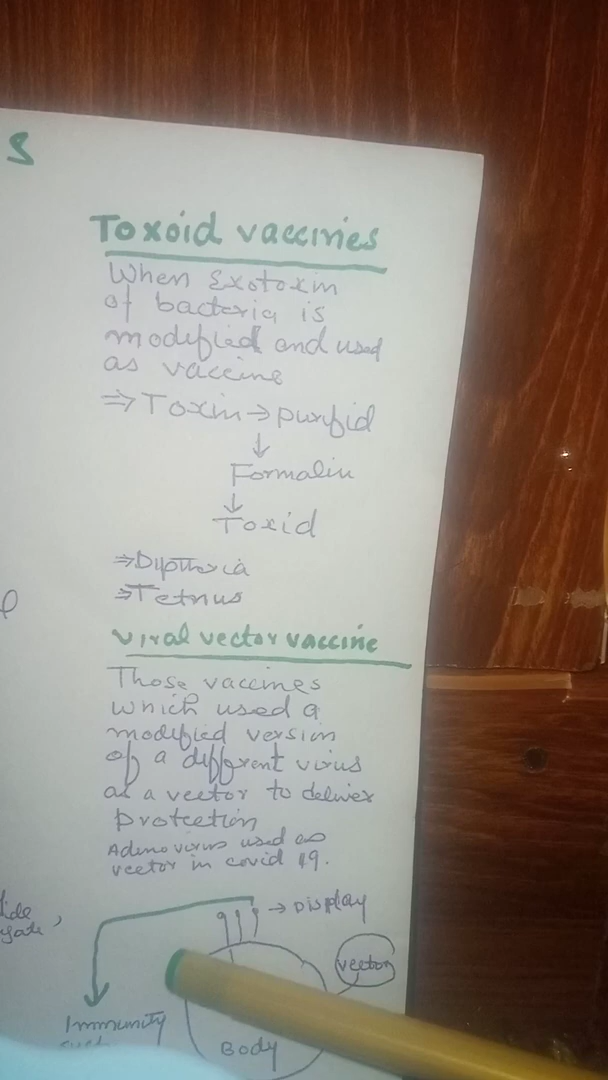 s
Toxoid vaccines
When Exotoxin
of bacteria is
modified and used
as vaccine
⇒ Toxin → purifid
↓
Formalin
↓
Toxid
⇒ Dipthoria
⇒ Tetnus
viral vector vaccine
Those vaccines
which used a
modified version
of a different virus
as a vector to deliver
Protection
Adenovirus used as
vector in covid 19.
→ Display
vector
Immunity
Body